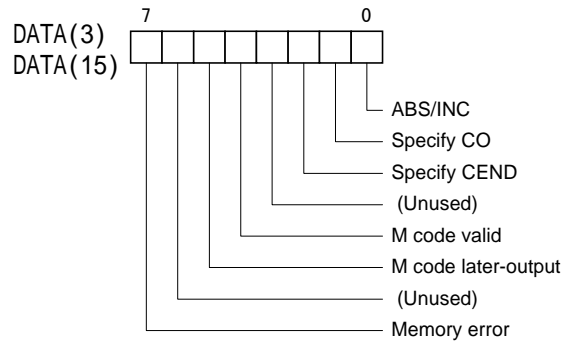 7 0
DATA(3)
DATA(15)
ABS/INC
Specify CO
Specify CEND
(Unused)
M code valid
M code later-output
(Unused)
Memory error